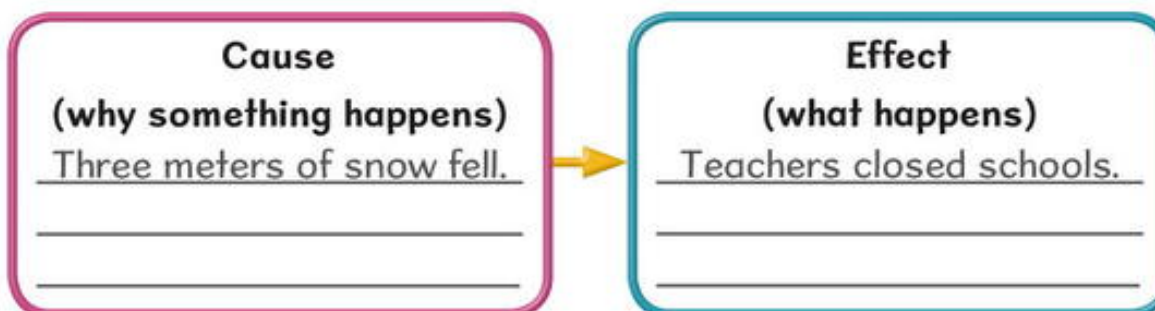 Cause
(why something happens)
Three meters of snow fell.
Effect
(what happens)
Teachers closed schools.